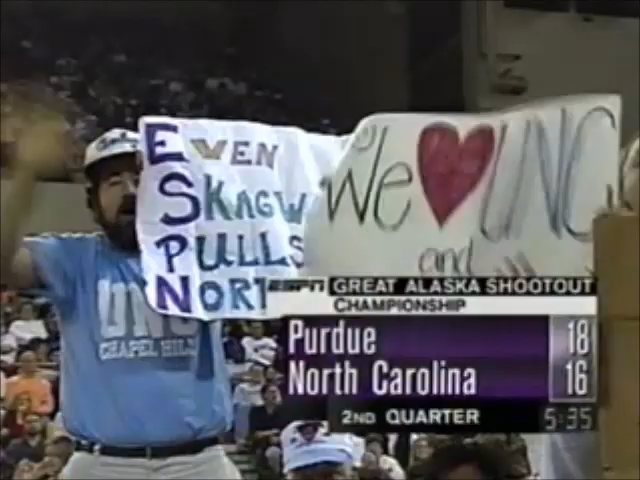 EVEN
SKAGW
PULLS
NORT
We ♥ UNC
and
UNC
CHAPEL HILL
ESPN GREAT ALASKA SHOOTOUT
CHAMPIONSHIP
Purdue 18
North Carolina 16
2ND QUARTER 5:35